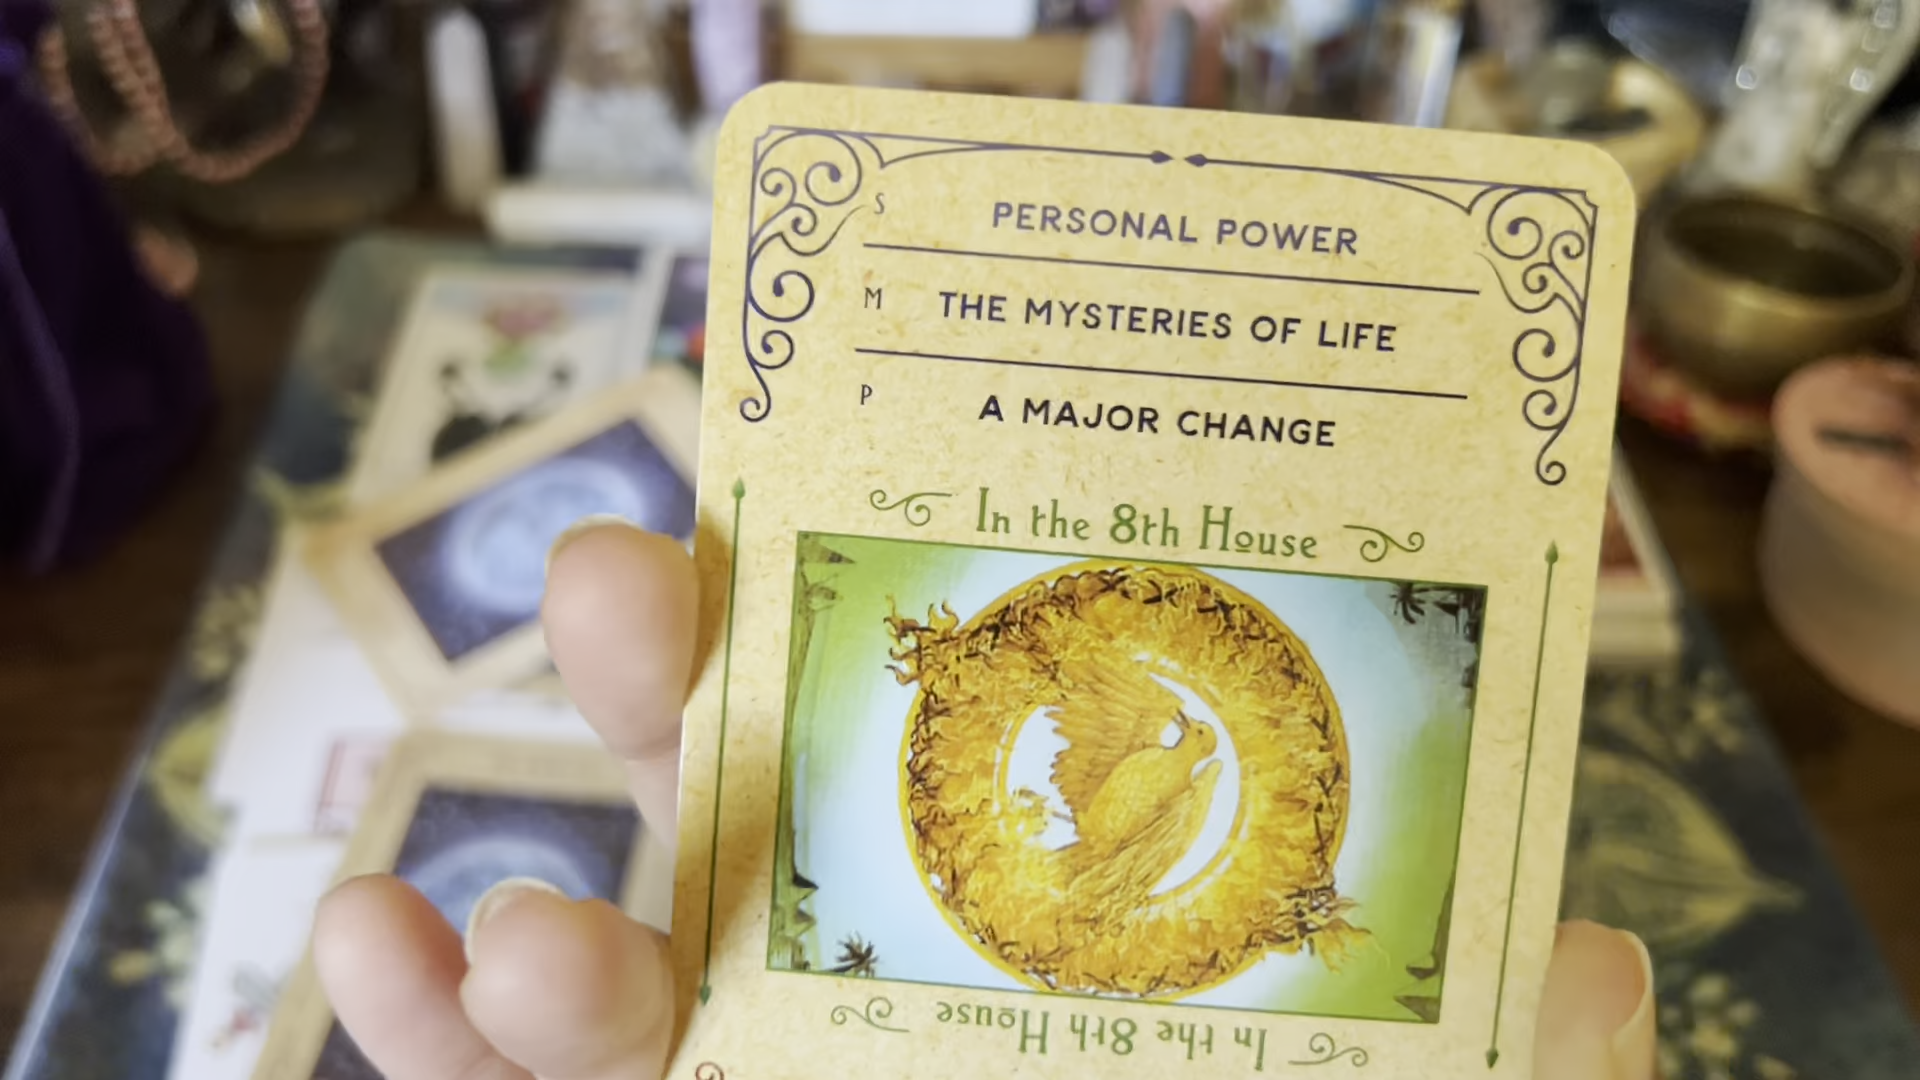 S PERSONAL POWER
M THE MYSTERIES OF LIFE
P A MAJOR CHANGE
In the 8th House
In the 8th House